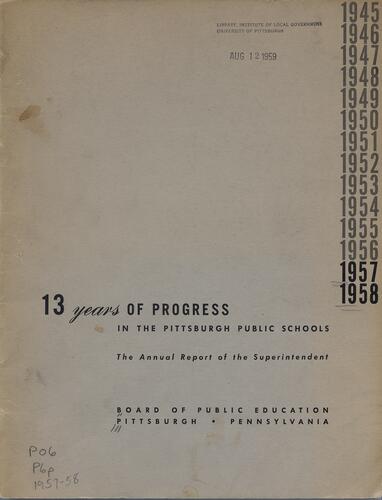 LIBRARY, INSTITUTE OF LOCAL GOVERNMENT
UNIVERSITY OF PITTSBURGH
AUG 12 1959
1945
1946
1947
1948
1949
1950
1951
1952
1953
1954
1955
1956
1957
1958
13 years OF PROGRESS
IN THE PITTSBURGH PUBLIC SCHOOLS
The Annual Report of the Superintendent
BOARD OF PUBLIC EDUCATION
PITTSBURGH • PENNSYLVANIA
P06
P6p
1957-58